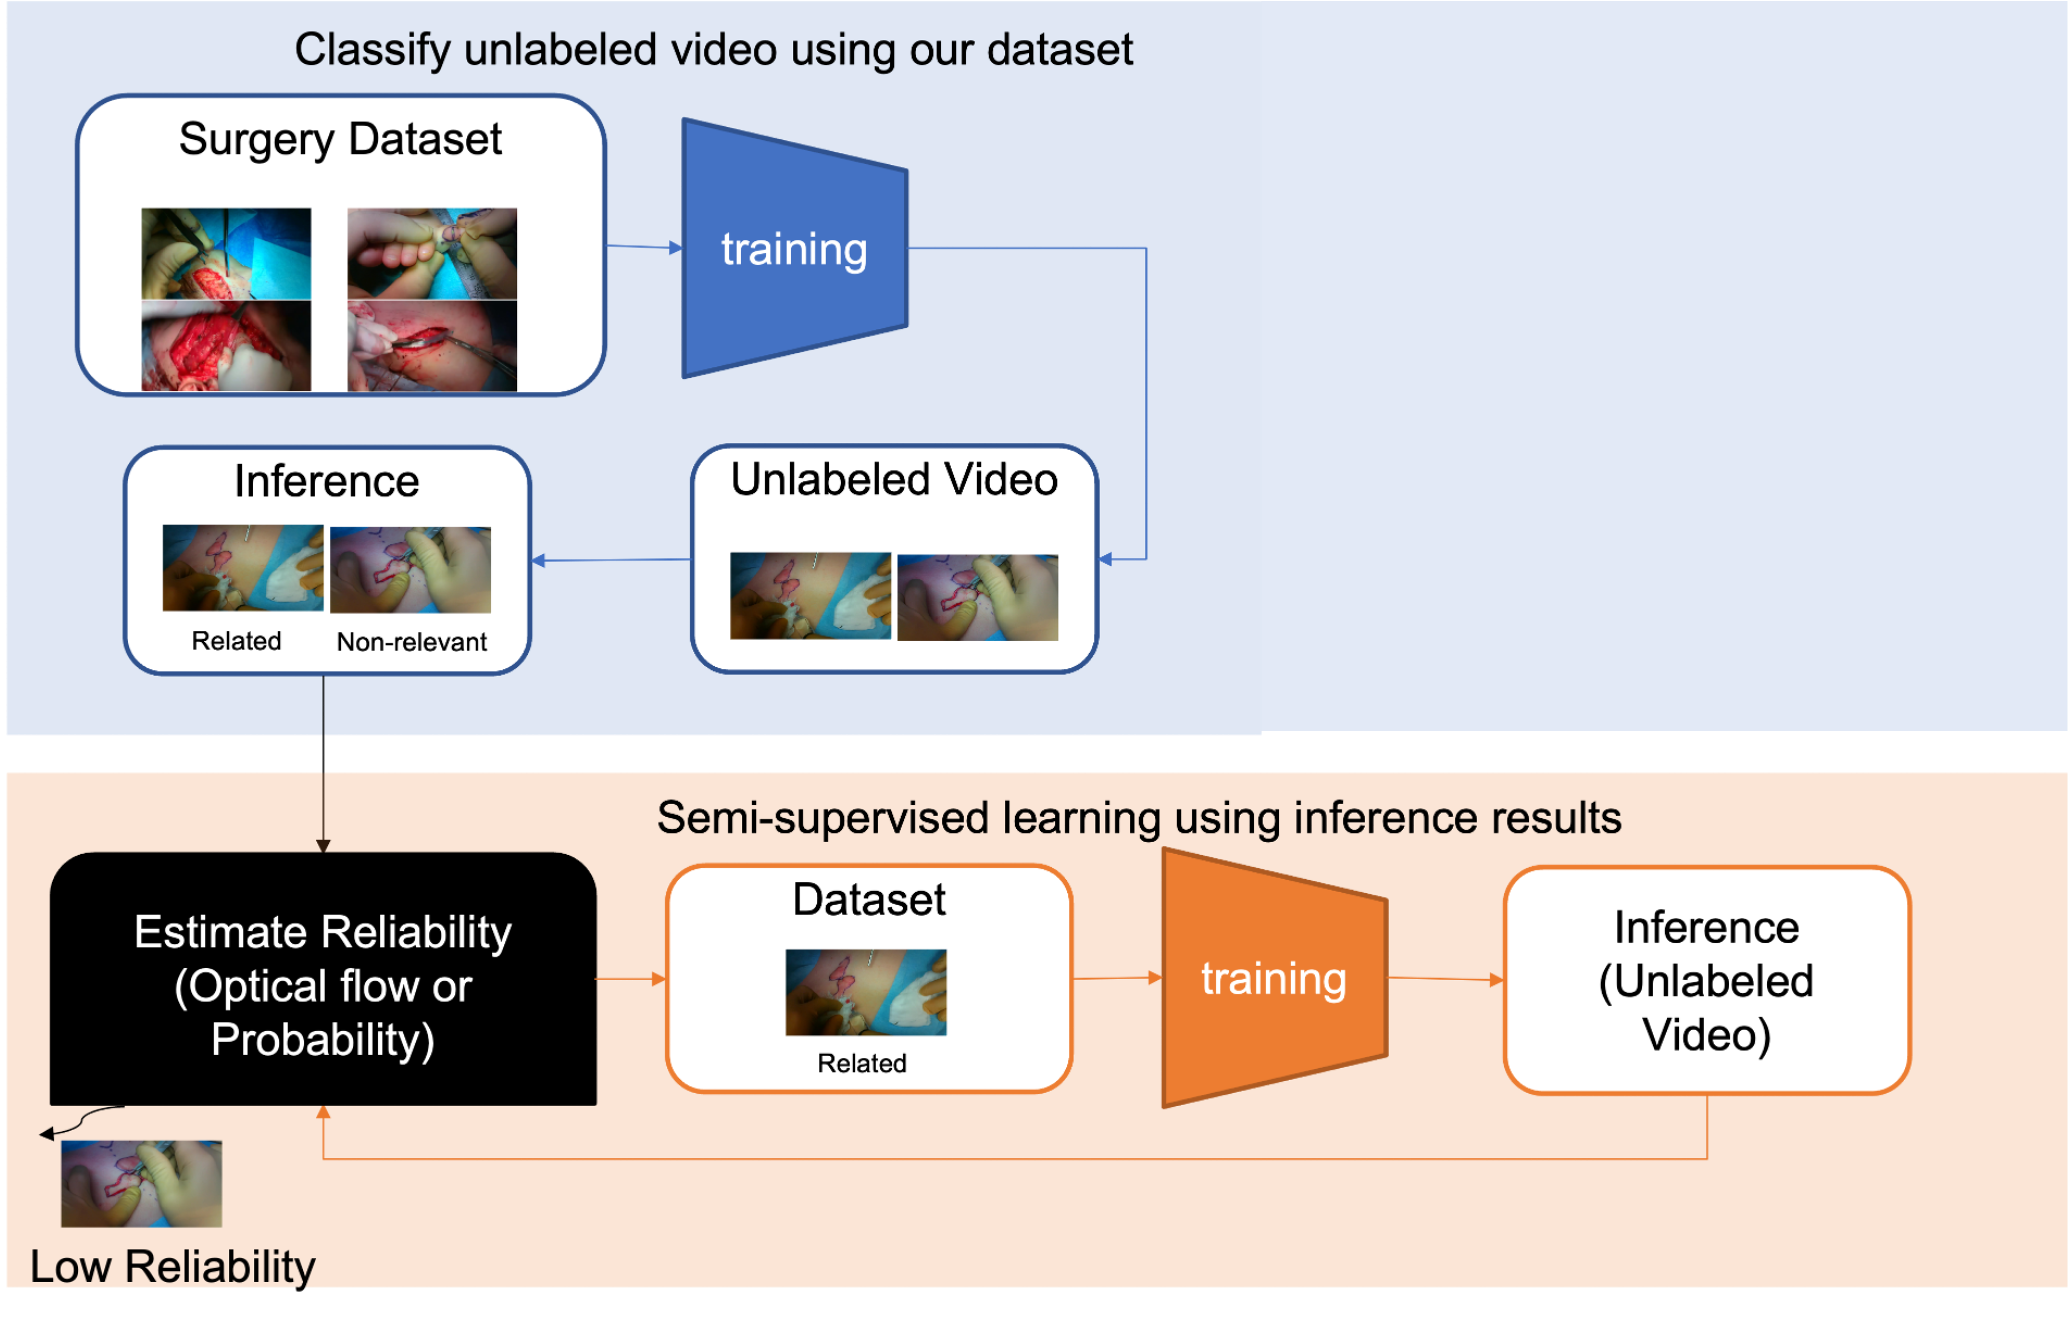 Classify unlabeled video using our dataset
Surgery Dataset
training
Inference
Related
Non-relevant
Unlabeled Video
Semi-supervised learning using inference results
Estimate Reliability
(Optical flow or
Probability)
Dataset
Related
training
Inference
(Unlabeled
Video)
Low Reliability